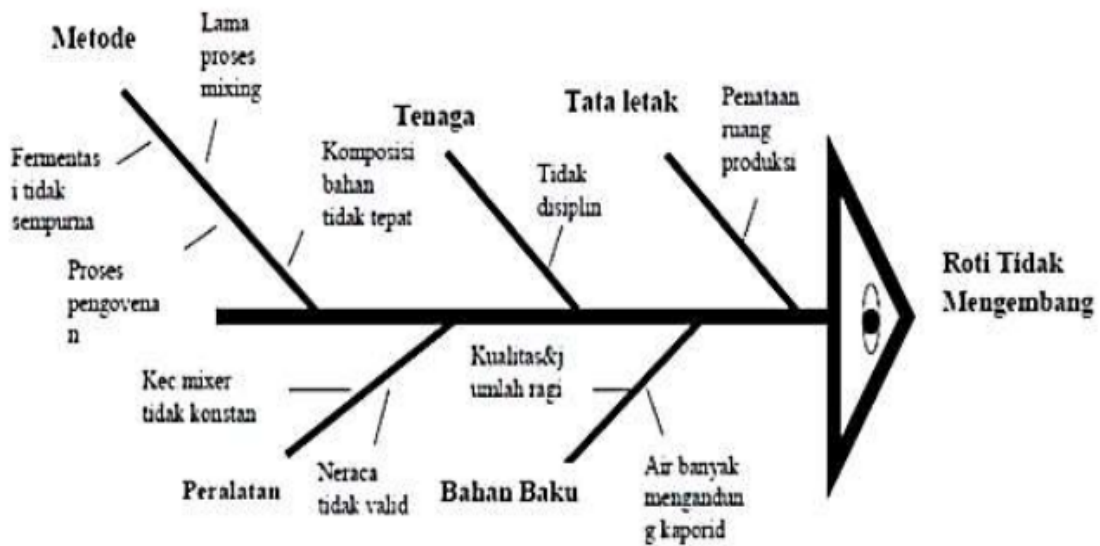 Metode
Lama
proses
mixing
Fermentas
i tidak
sempurna
Proses
pengovena
n
Komposisi
bahan
tidak tepat
Tenaga
Tidak
disiplin
Tata letak
Penataan
ruang
produksi
Roti Tidak
Mengembang
Kec mixer
tidak konstan
Peralatan
Neraca
tidak valid
Kualitas&j
umlah ragi
Bahan Baku
Air banyak
mengandun
g kaporid